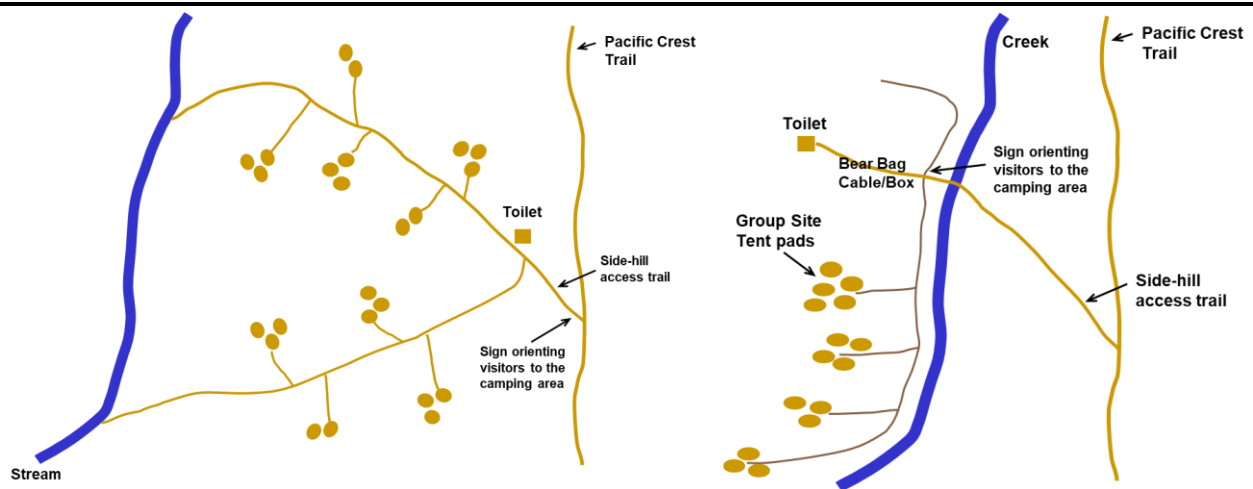 Pacific Crest
Trail
Toilet
Side-hill
access trail
Sign orienting
visitors to the
camping area
Stream
Creek
Pacific Crest
Trail
Toilet
Bear Bag
Cable/Box
Sign orienting
visitors to the
camping area
Group Site
Tent pads
Side-hill
access trail